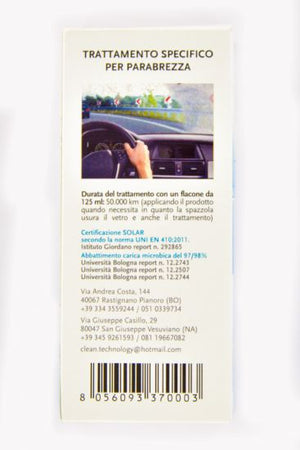 TRATTAMENTO SPECIFICO
PER PARABREZZA
Durata del trattamento con un flacone da
125 ml: 50.000 km (applicando il prodotto
quando necessita in quanto la spazzola
usura il vetro e anche il trattamento)
Certificazione SOLAR
secondo la norma UNI EN 410:2011.
Istituto Giordano report n. 292865
Abbattimento carica microbica del 97/98%
Università Bologna report n. 12.2743
Università Bologna report n. 12.2507
Università Bologna report n. 12.2744
Via Andrea Costa, 144
40067 Rastignano Pianoro (BO)
+39 334 3559244 / 051 0339734
Via Giuseppe Casillo, 29
80047 San Giuseppe Vesuviano (NA)
+39 345 9261593 / 081 19667082
clean.technology@hotmail.com
8 056093 370003